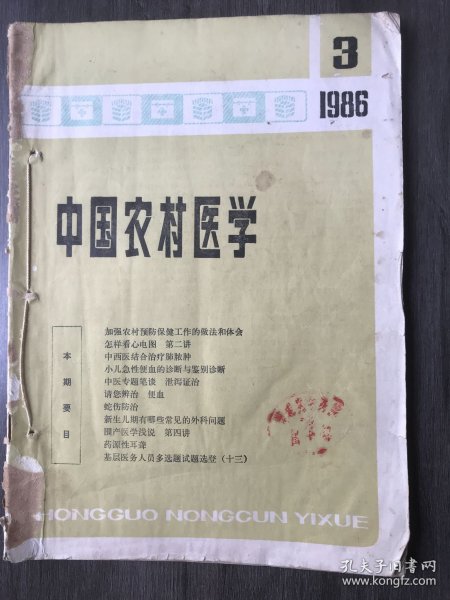 3
1986
中国农村医学
本期要目
加强农村预防保健工作的做法和体会
怎样看心电图 第二讲
中西医结合治疗肺脓肿
小儿急性便血的诊断与鉴别诊断
中医专题笔谈 泄泻证治
请您辨治 便血
蛇伤防治
新生儿期有哪些常见的外科问题
围产医学浅说 第四讲
药源性耳聋
基层医务人员多选题试题选登（十三）
HONGGUO NONGCUN YIXUE
孔夫子旧书网
www.kongfz.com